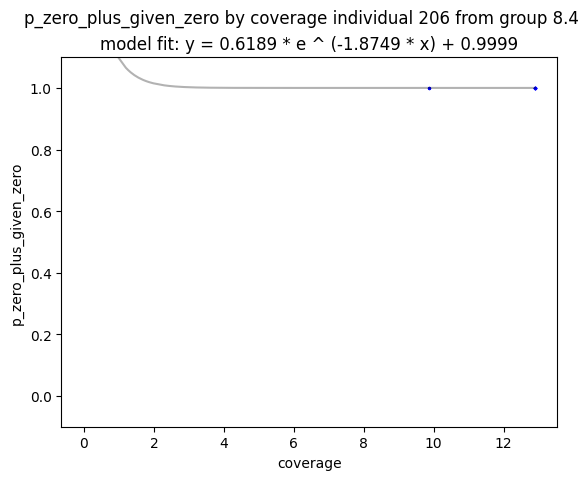 p_zero_plus_given_zero by coverage individual 206 from group 8.4
model fit: y = 0.6189 * e ^ (-1.8749 * x) + 0.9999
1.0
0.8
0.6
0.4
0.2
0.0
p_zero_plus_given_zero
0 2 4 6 8 10 12
coverage